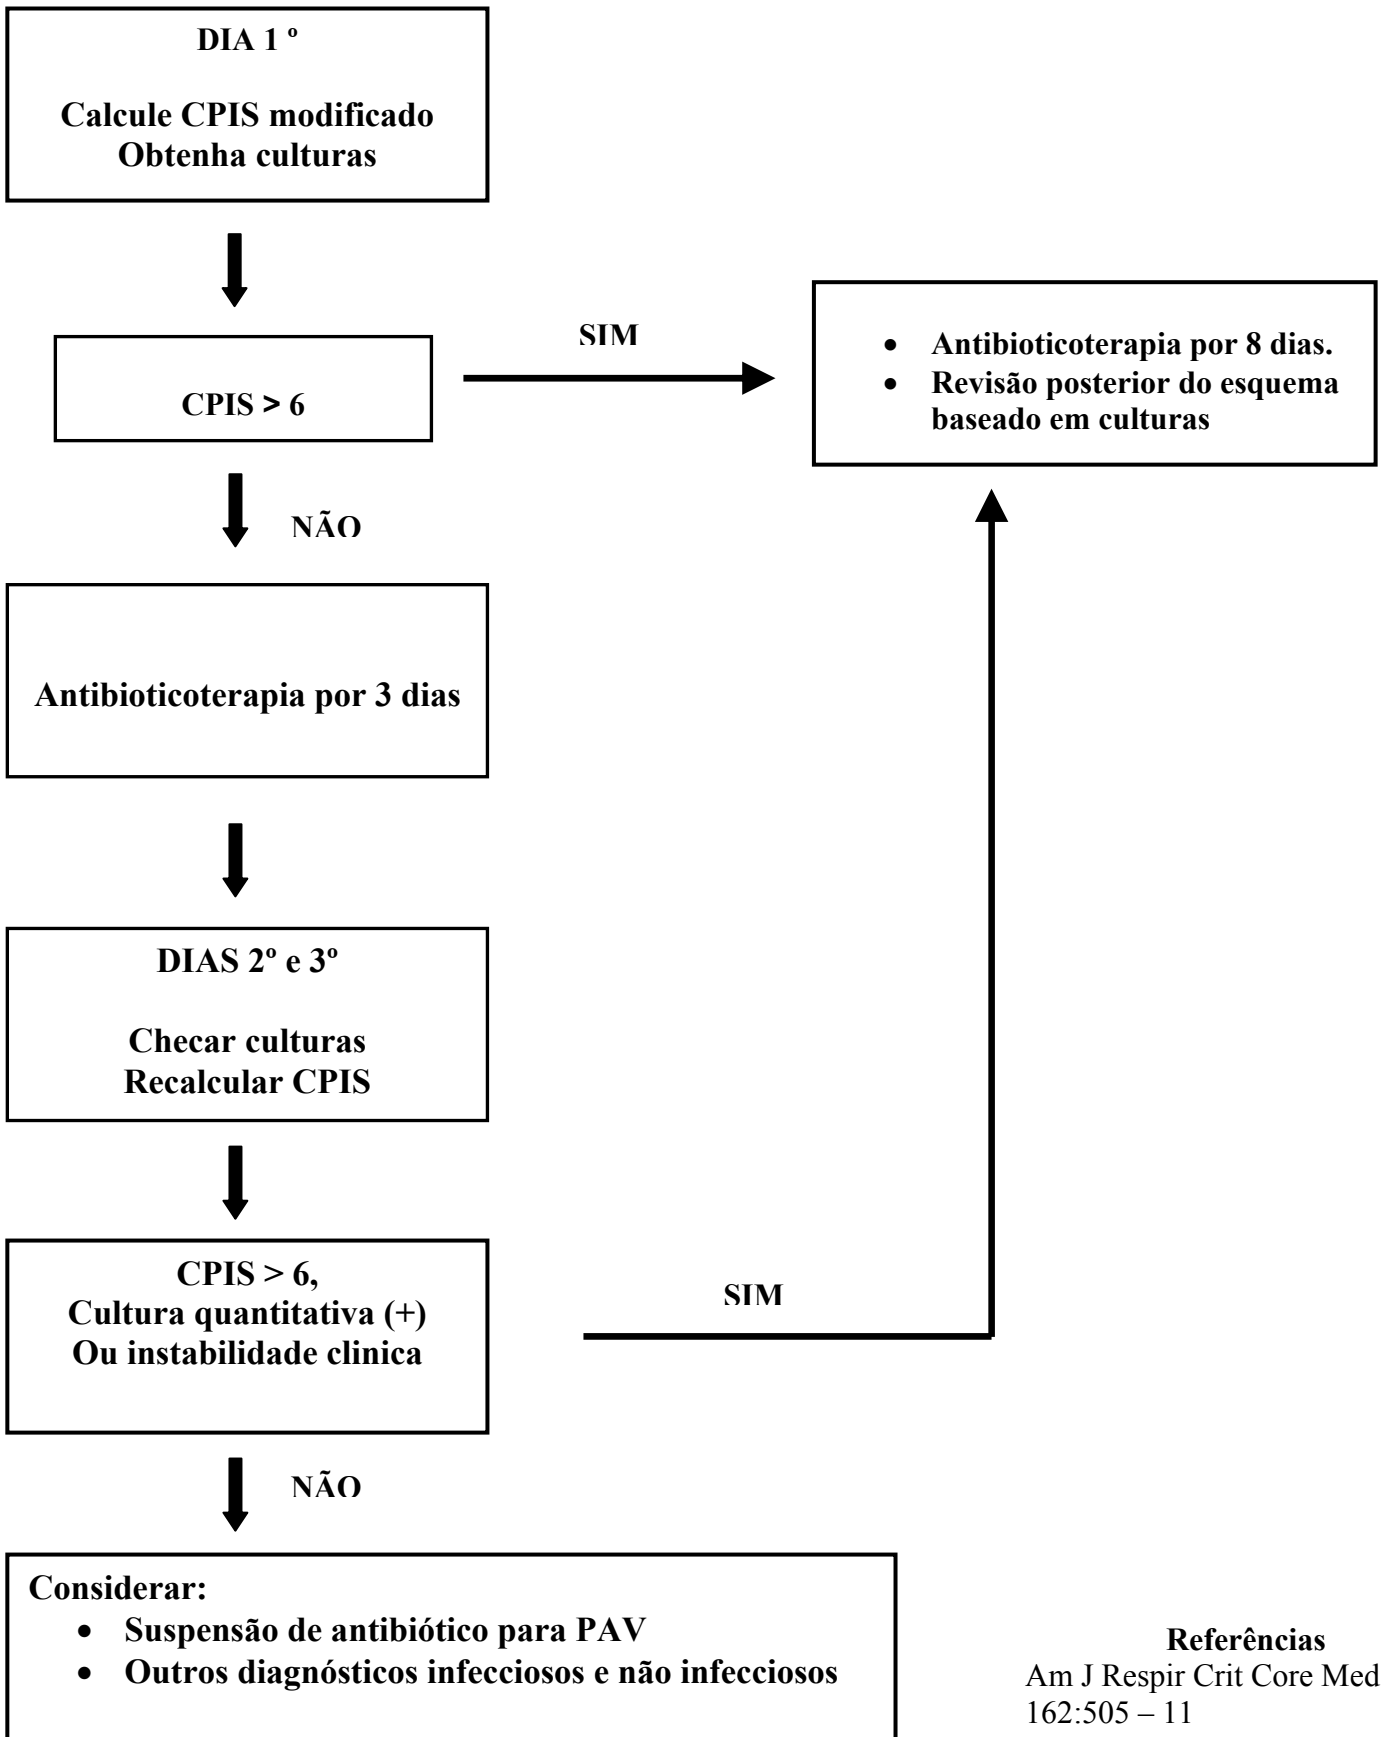 DIA 1 º
Calcule CPIS modificado
Obtenha culturas
CPIS > 6
SIM
• Antibioticoterapia por 8 dias.
• Revisão posterior do esquema
baseado em culturas
NÃO
Antibioticoterapia por 3 dias
DIAS 2º e 3º
Checar culturas
Recalcular CPIS
CPIS > 6,
Cultura quantitativa (+)
Ou instabilidade clinica
SIM
NÃO
Considerar:
• Suspensão de antibiótico para PAV
• Outros diagnósticos infecciosos e não infecciosos
Referências
Am J Respir Crit Core Med
162:505 – 11